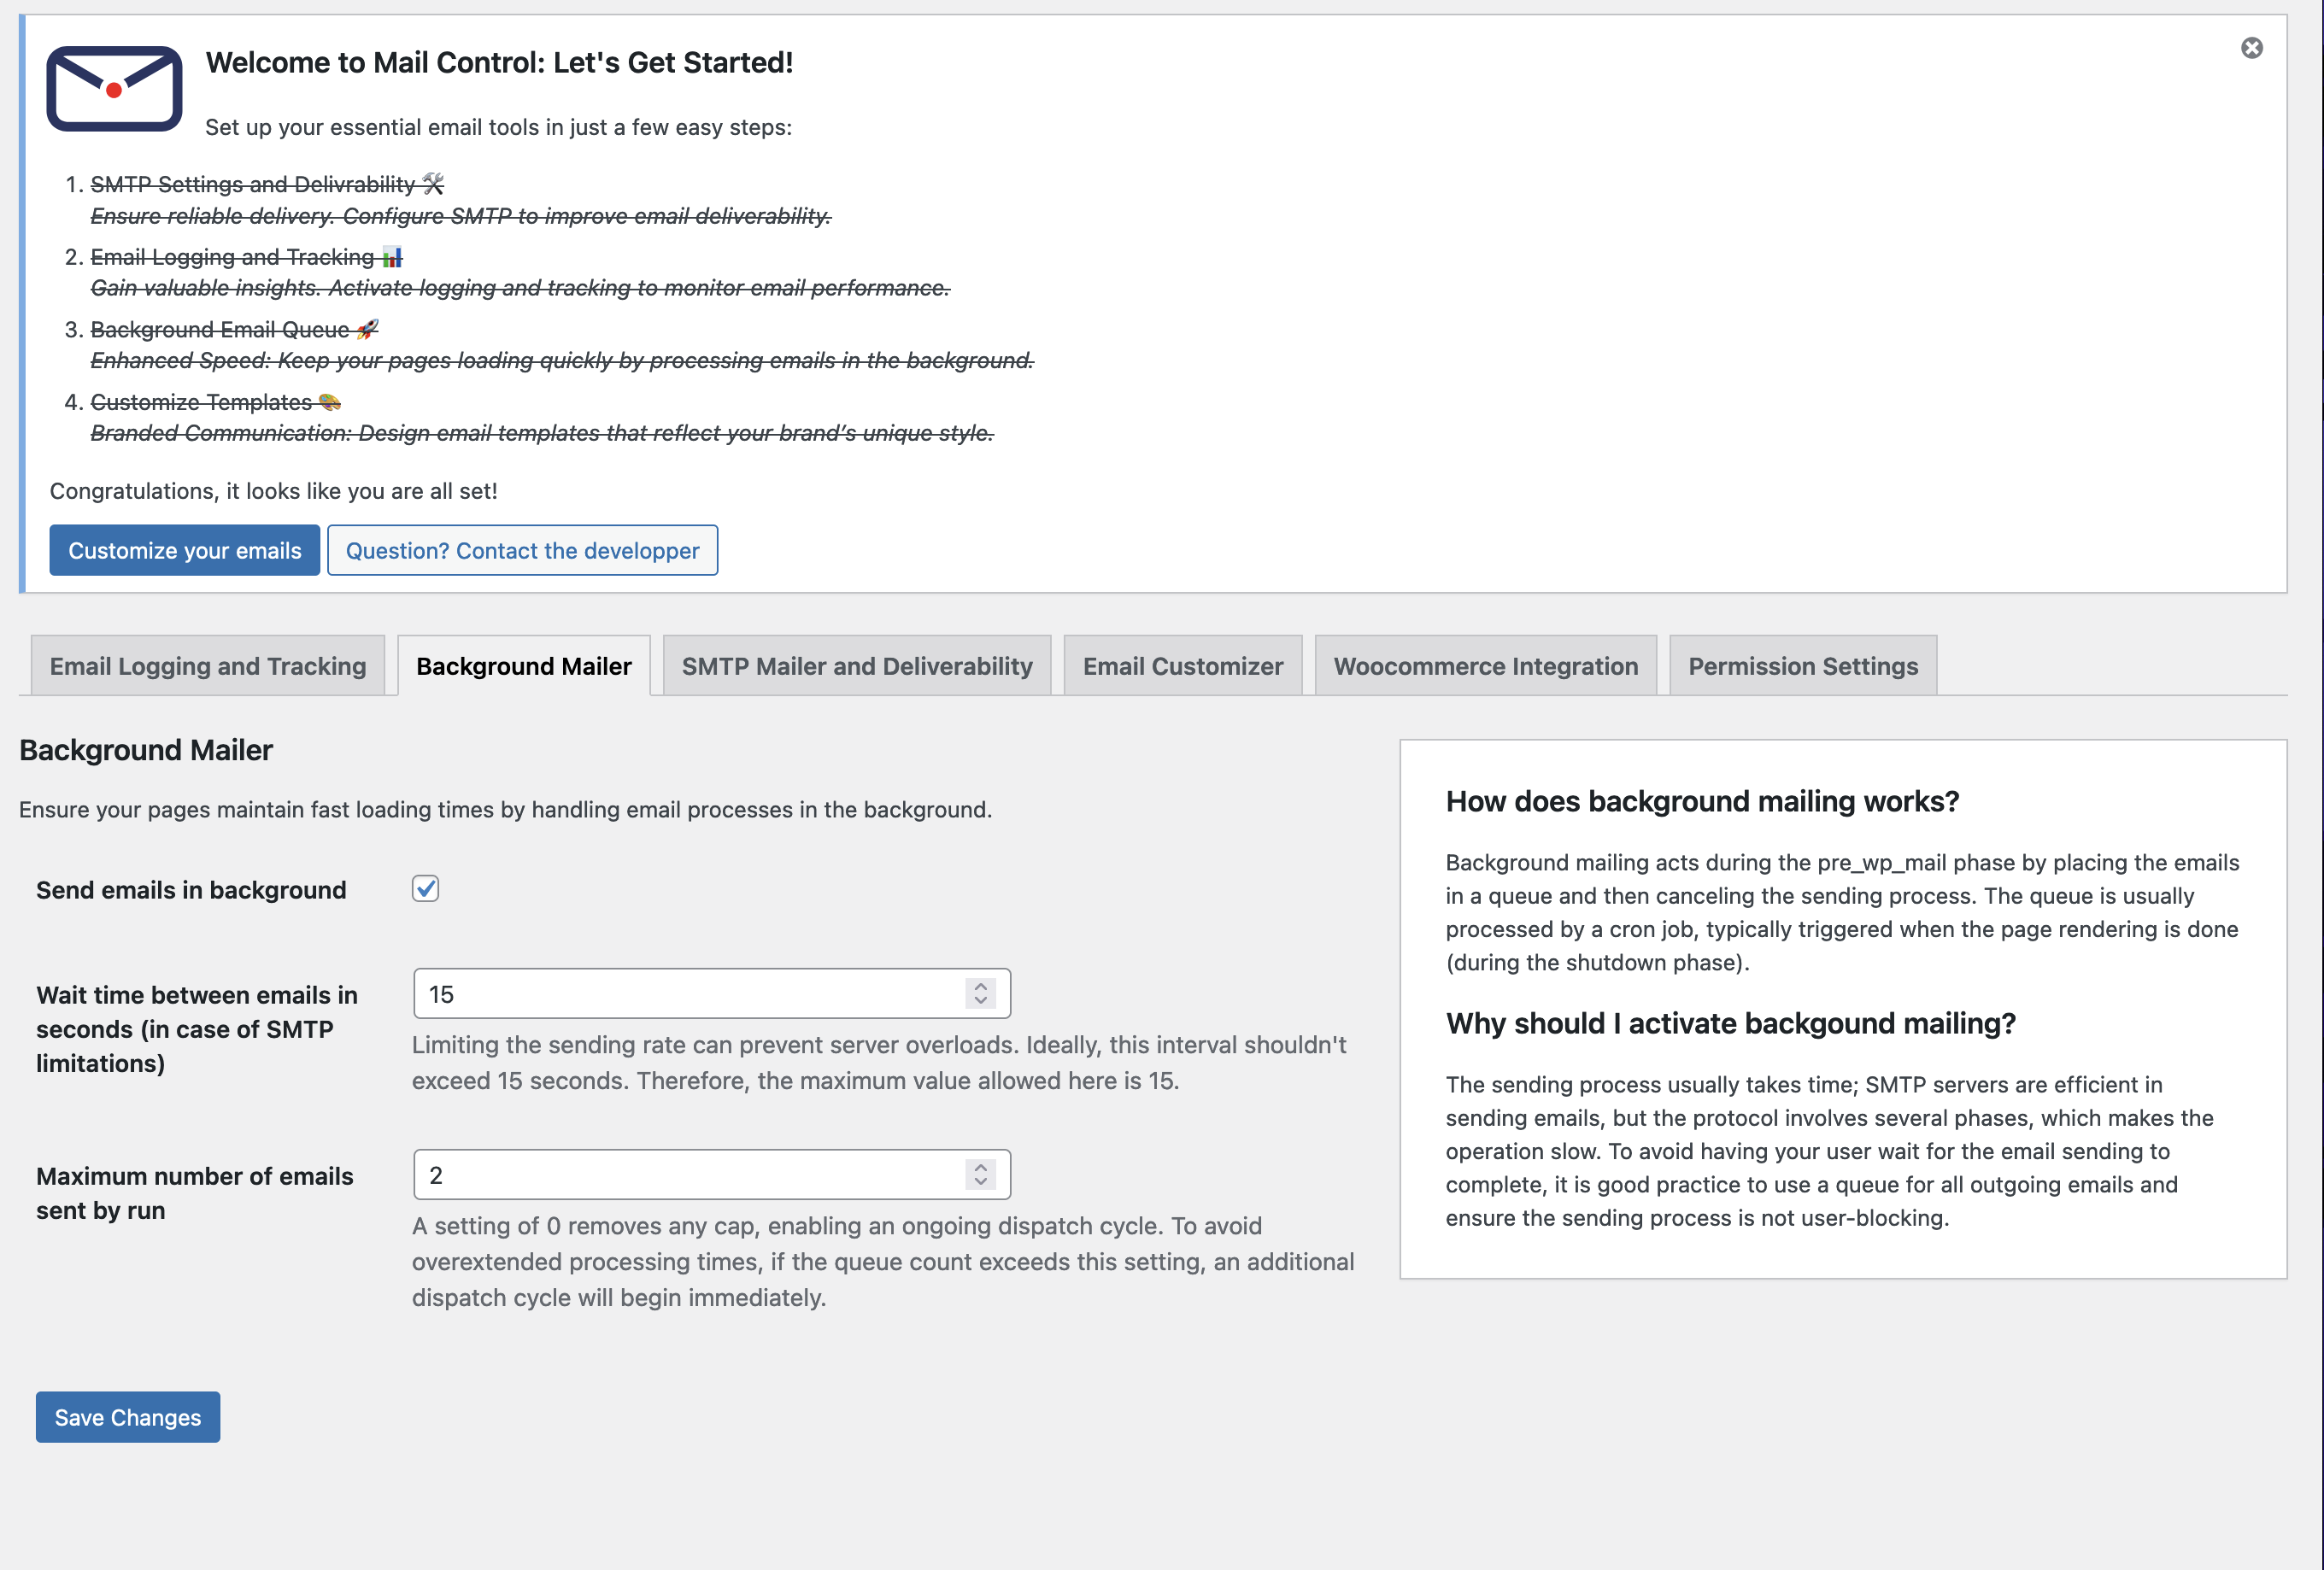 Welcome to Mail Control: Let's Get Started!
Set up your essential email tools in just a few easy steps:
1. SMTP Settings and Delivrability 🛠
Ensure reliable delivery. Configure SMTP to improve email deliverability.
2. Email Logging and Tracking 📊
Gain valuable insights. Activate logging and tracking to monitor email performance.
3. Background Email Queue 🚀
Enhanced Speed: Keep your pages loading quickly by processing emails in the background.
4. Customize Templates 🎨
Branded Communication: Design email templates that reflect your brand’s unique style.
Congratulations, it looks like you are all set!
Customize your emails
Question? Contact the developper
Email Logging and Tracking
Background Mailer
SMTP Mailer and Deliverability
Email Customizer
Woocommerce Integration
Permission Settings
Background Mailer
Ensure your pages maintain fast loading times by handling email processes in the background.
Send emails in background
Wait time between emails in
seconds (in case of SMTP
limitations)
15
Limiting the sending rate can prevent server overloads. Ideally, this interval shouldn't
exceed 15 seconds. Therefore, the maximum value allowed here is 15.
Maximum number of emails
sent by run
2
A setting of 0 removes any cap, enabling an ongoing dispatch cycle. To avoid
overextended processing times, if the queue count exceeds this setting, an additional
dispatch cycle will begin immediately.
Save Changes
How does background mailing works?
Background mailing acts during the pre_wp_mail phase by placing the emails
in a queue and then canceling the sending process. The queue is usually
processed by a cron job, typically triggered when the page rendering is done
(during the shutdown phase).
Why should I activate backgound mailing?
The sending process usually takes time; SMTP servers are efficient in
sending emails, but the protocol involves several phases, which makes the
operation slow. To avoid having your user wait for the email sending to
complete, it is good practice to use a queue for all outgoing emails and
ensure the sending process is not user-blocking.